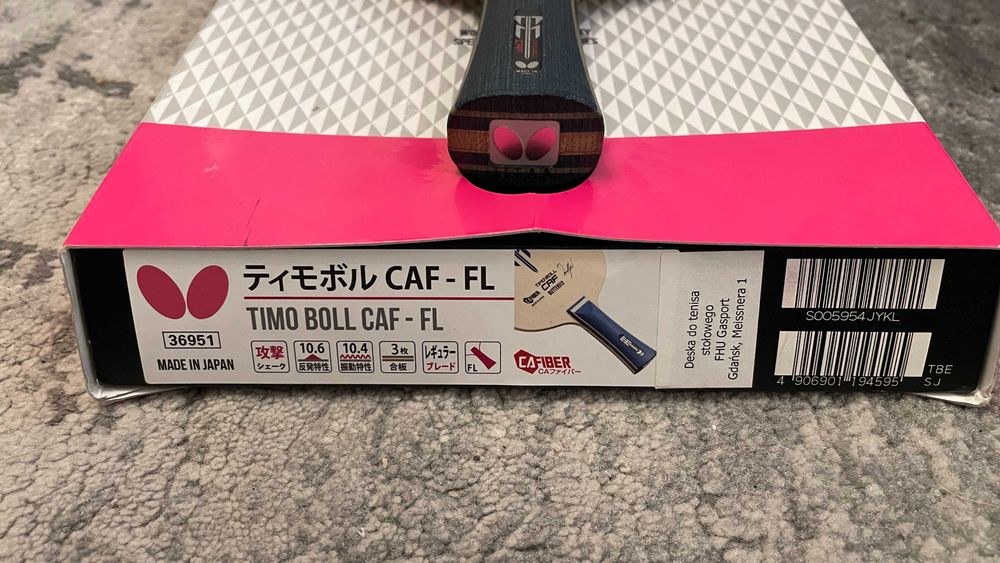 MADE IN
ティモボル CAF - FL
TIMO BOLL CAF - FL
36951
MADE IN JAPAN
攻撃
シェーク
10.6
反発特性
10.4
振動特性
3枚
合板
レギュラー
ブレード
FL
TIMO BOLL
CAF
BUTTERFLY
CAFIBER
CAファイバー
Deska do tenisa
stołowego
FHU Gasport
Gdańsk, Meissnera 1
S005954JYKL
4 906901 194595
TBE
SJ